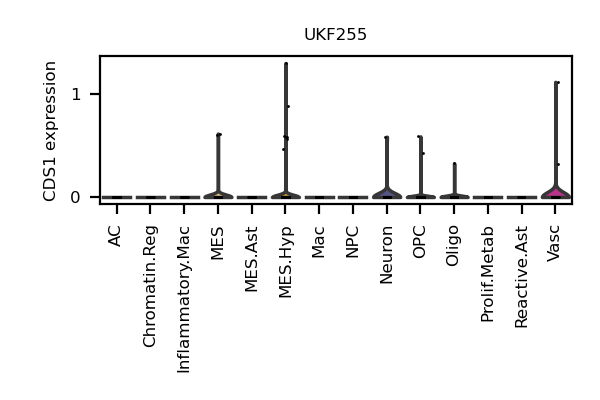 UKF255
CDS1 expression
1
0
AC
Chromatin.Reg
Inflammatory.Mac
MES
MES.Ast
MES.Hyp
Mac
NPC
Neuron
OPC
Oligo
Prolif.Metab
Reactive.Ast
Vasc